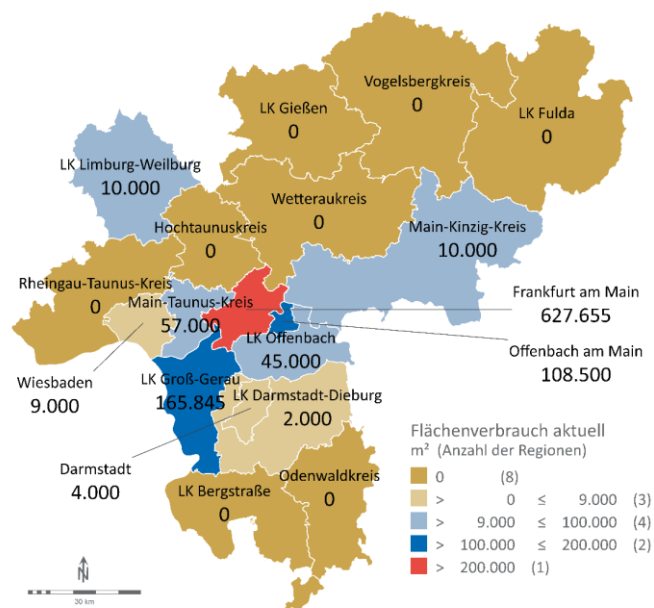 Vogelsbergkreis
0
LK Gießen
0
LK Fulda
0
LK Limburg-Weilburg
10.000
Wetteraukreis
0
Hochtaunuskreis
0
Main-Kinzig-Kreis
10.000
Rheingau-Taunus-Kreis
0
Main-Taunus-Kreis
57.000
Frankfurt am Main
627.655
LK Offenbach
45.000
Offenbach am Main
108.500
Wiesbaden
9.000
LK Groß-Gerau
165.845
LK Darmstadt-Dieburg
2.000
Darmstadt
4.000
LK Bergstraße
0
Odenwaldkreis
0
Flächenverbrauch aktuell
m² (Anzahl der Regionen)
0 (8)
> 0 ≤ 9.000 (3)
> 9.000 ≤ 100.000 (4)
> 100.000 ≤ 200.000 (2)
> 200.000 (1)
N
30 km